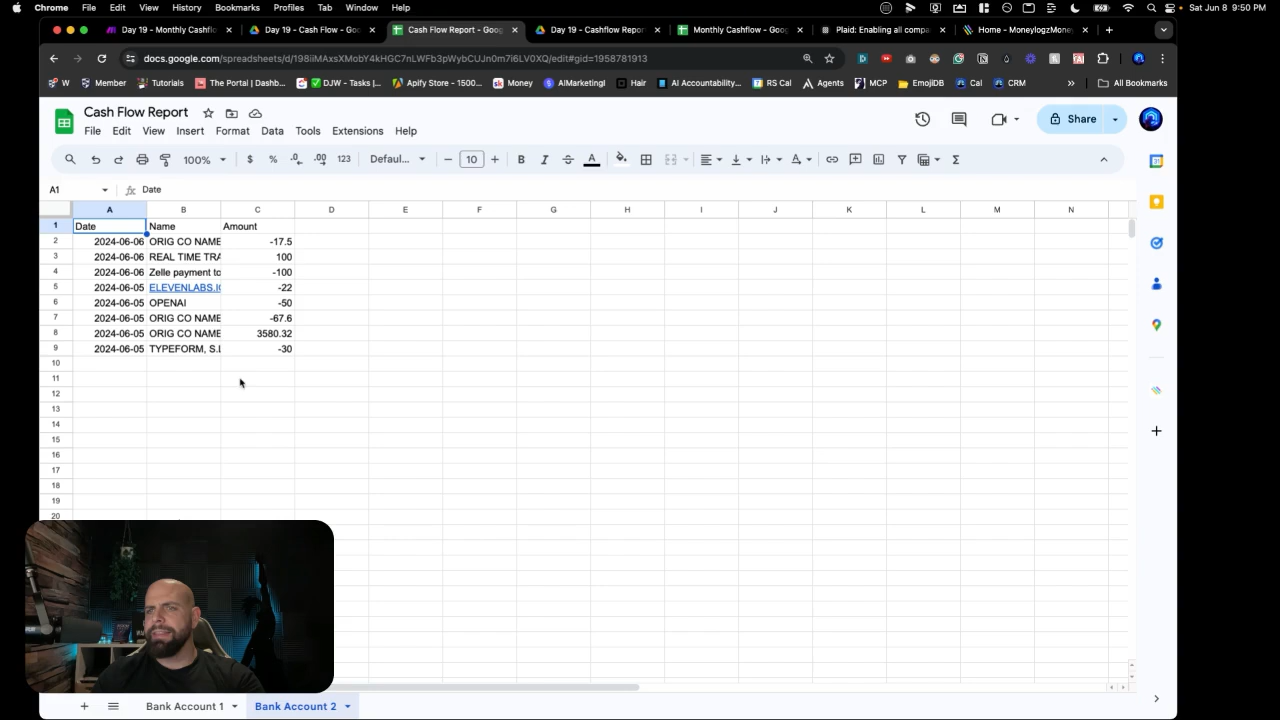 Chrome File Edit View History Bookmarks Profiles Tab Window Help Sat Jun 8 9:50 PM
Day 19 - Monthly Cashfl Day 19 - Cash Flow - Goo Cash Flow Report - Goog Day 19 - Cashflow Repor Monthly Cashflow - Goog Plaid: Enabling all compa Home - MoneylogzMone
docs.google.com/spreadsheets/d/198iiMAxsXMobY4kHGC7nLWFb3pWybCUJn0m7i6LV0XQ/edit#gid=1958781913
W Member Tutorials The Portal | Dashb... DJW - Tasks |... Apify Store - 1500... Money AIMarketingl Hair AI Accountability... RS Cal Agents MCP EmojiDB Cal CRM All Bookmarks
Cash Flow Report
File Edit View Insert Format Data Tools Extensions Help
Share
100% $ % .0 .00 123 Defaul... 10 B I A
A1 Date
A B C D E F G H I J K L M N
1 Date Name Amount
2 2024-06-06 ORIG CO NAME -17.5
3 2024-06-06 REAL TIME TRA 100
4 2024-06-06 Zelle payment to -100
5 2024-06-05 ELEVENLABS.IO -22
6 2024-06-05 OPENAI -50
7 2024-06-05 ORIG CO NAME -67.6
8 2024-06-05 ORIG CO NAME 3580.32
9 2024-06-05 TYPEFORM, S.L -30
10
11
12
13
14
15
16
17
18
19
20
Bank Account 1 Bank Account 2